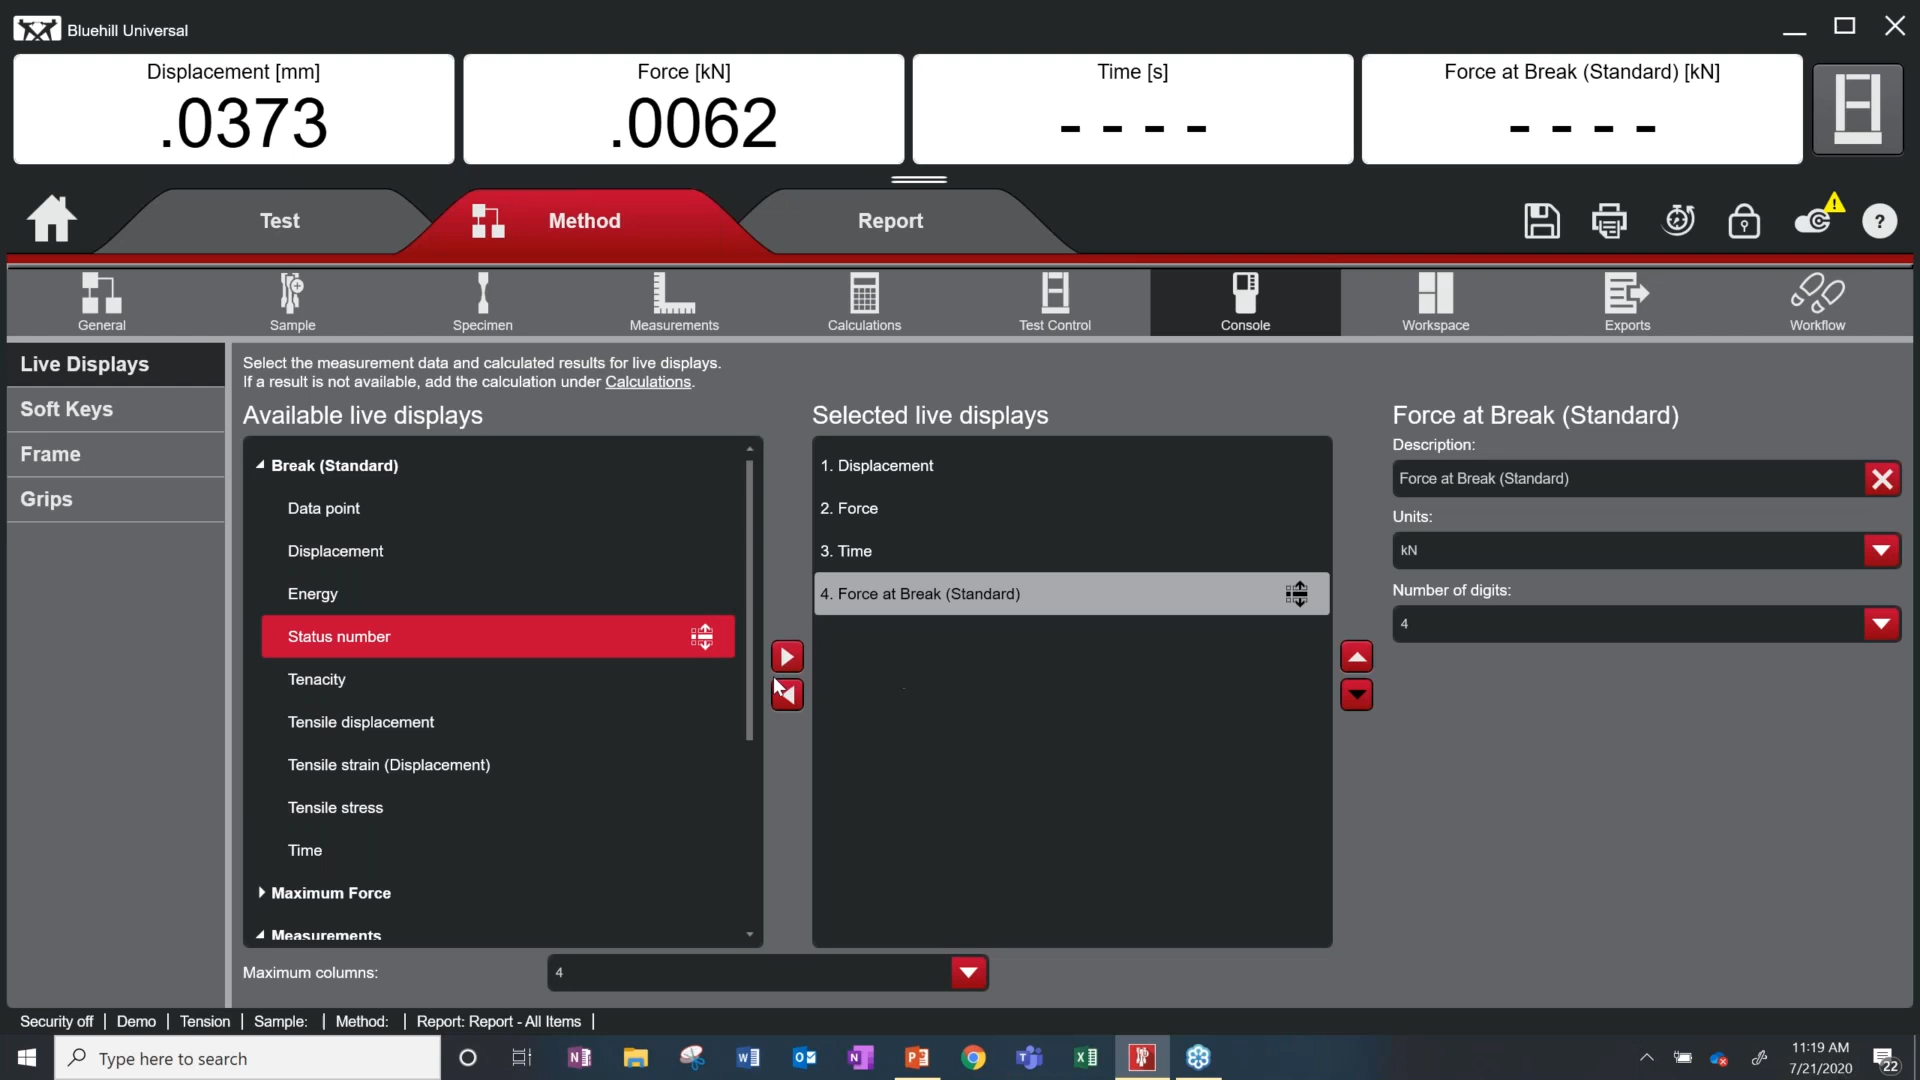 Bluehill Universal
Displacement [mm]
.0373
Force [kN]
.0062
Time [s]
- - - -
Force at Break (Standard) [kN]
- - - -
Test
Method
Report
?
General
Sample
Specimen
Measurements
Calculations
Test Control
Console
Workspace
Exports
Workflow
Live Displays
Soft Keys
Frame
Grips
Select the measurement data and calculated results for live displays.
If a result is not available, add the calculation under Calculations.
Available live displays
Break (Standard)
Data point
Displacement
Energy
Status number
Tenacity
Tensile displacement
Tensile strain (Displacement)
Tensile stress
Time
Maximum Force
Measurements
Maximum columns:
4
Selected live displays
1. Displacement
2. Force
3. Time
4. Force at Break (Standard)
Force at Break (Standard)
Description:
Force at Break (Standard)
Units:
kN
Number of digits:
4
Security off | Demo | Tension | Sample: | Method: | Report: Report - All Items |
Type here to search
11:19 AM
7/21/2020
22